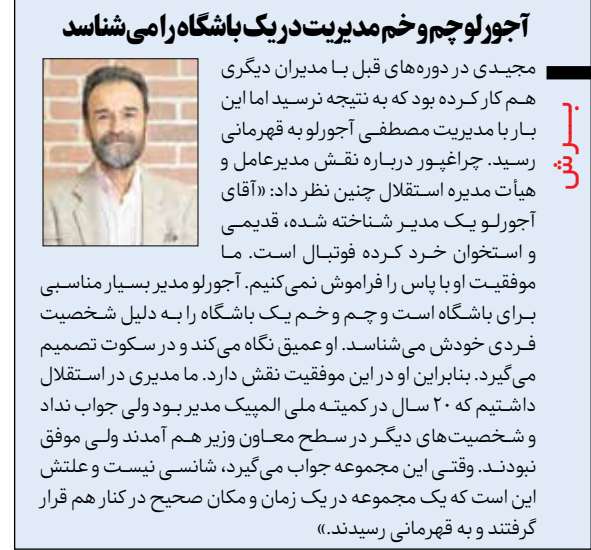 آجورلو چم و خم مدیریت در یک باشگاه را می‌شناسد
برش
مجیدی در دوره‌های قبل با مدیران دیگری
هم کار کرده بود که به نتیجه نرسید اما این
بار با مدیریت مصطفی آجورلو به قهرمانی
رسید. چراغپور درباره نقش مدیرعامل و
هیأت مدیره استقلال چنین نظر داد: «آقای
آجورلو یک مدیر شناخته شده، قدیمی
و استخوان خرد کرده فوتبال است. ما
موفقیت او با پاس را فراموش نمی‌کنیم. آجورلو مدیر بسیار مناسبی
برای باشگاه است و چم و خم یک باشگاه را به دلیل شخصیت
فردی خودش می‌شناسد. او عمیق نگاه می‌کند و در سکوت تصمیم
می‌گیرد. بنابراین او در این موفقیت نقش دارد. ما مدیری در استقلال
داشتیم که ۲۰ سال در کمیته ملی المپیک مدیر بود ولی جواب نداد
و شخصیت‌های دیگر در سطح معاون وزیر هم آمدند ولی موفق
نبودند. وقتی این مجموعه جواب می‌گیرد، شانسی نیست و علتش
این است که یک مجموعه در یک زمان و مکان صحیح در کنار هم قرار
گرفتند و به قهرمانی رسیدند.»